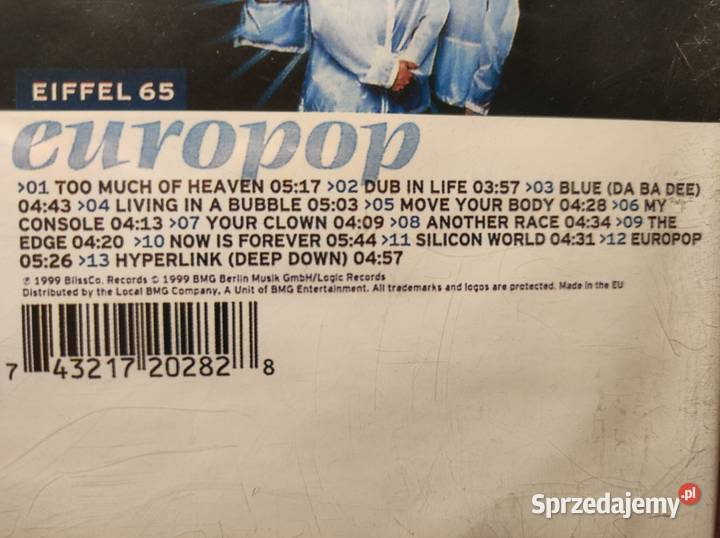 EIFFEL 65
europop
>01 TOO MUCH OF HEAVEN 05:17 >02 DUB IN LIFE 03:57 >03 BLUE (DA BA DEE)
04:43 >04 LIVING IN A BUBBLE 05:03 >05 MOVE YOUR BODY 04:28 >06 MY
CONSOLE 04:13 >07 YOUR CLOWN 04:09 >08 ANOTHER RACE 04:34 >09 THE
EDGE 04:20 >10 NOW IS FOREVER 05:44 >11 SILICON WORLD 04:31 >12 EUROPOP
05:26 >13 HYPERLINK (DEEP DOWN) 04:57
℗ 1999 BlissCo. Records © 1999 BMG Berlin Musik GmbH/Logic Records
Distributed by the Local BMG Company. A Unit of BMG Entertainment. All trademarks and logos are protected. Made in the EU
7 43217 20282 8
Sprzedajemy.pl